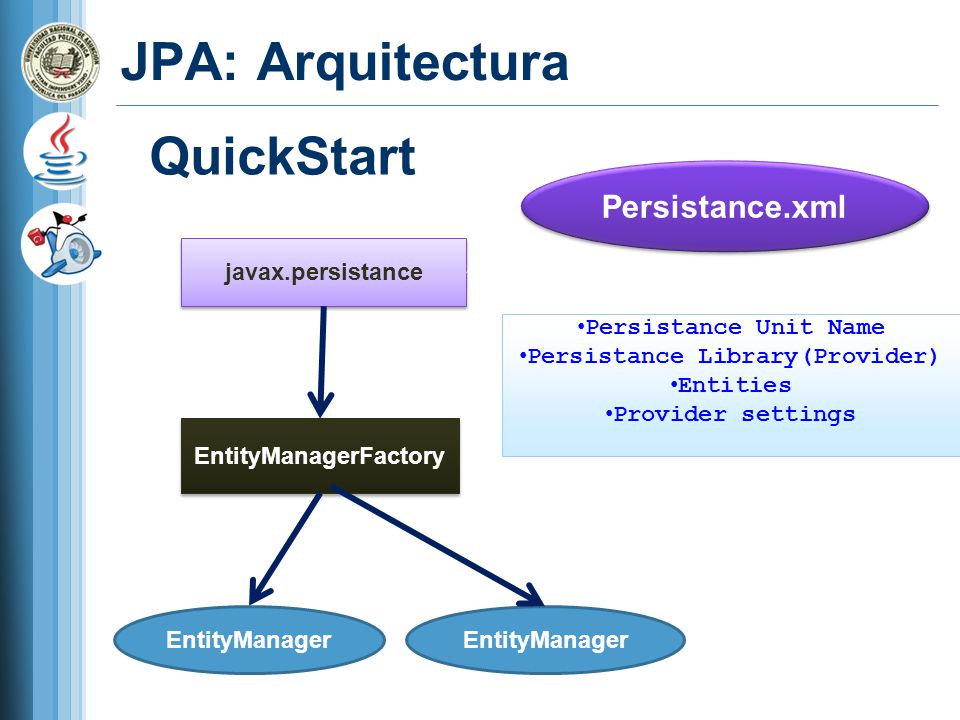 JPA: Arquitectura
QuickStart
Persistance.xml
javax.persistance
•Persistance Unit Name
•Persistance Library(Provider)
•Entities
•Provider settings
EntityManagerFactory
EntityManager
EntityManager